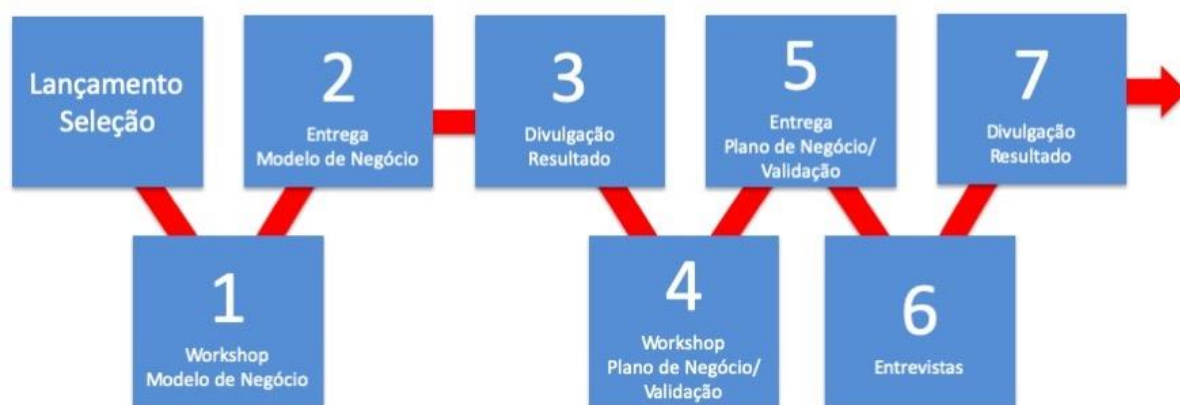 Lançamento
Seleção
1
Workshop
Modelo de Negócio
2
Entrega
Modelo de Negócio
3
Divulgação
Resultado
4
Workshop
Plano de Negócio/
Validação
5
Entrega
Plano de Negócio/
Validação
6
Entrevistas
7
Divulgação
Resultado